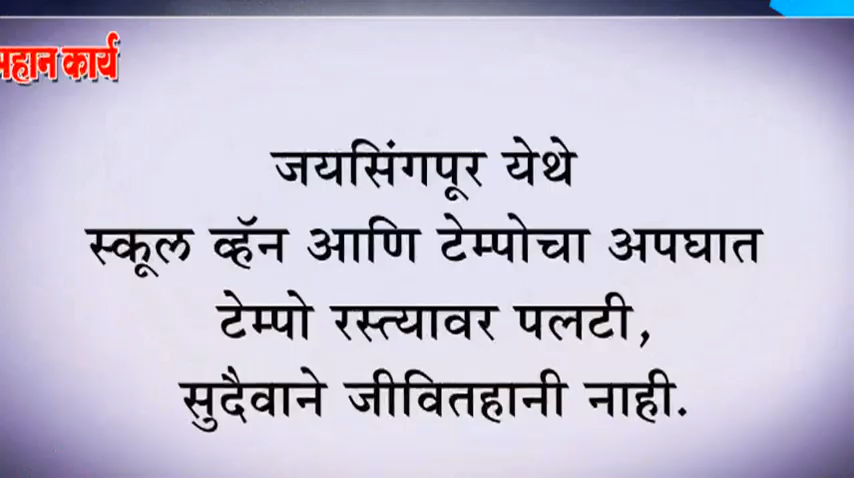 महान कार्य
जयसिंगपूर येथे
स्कूल व्हॅन आणि टेम्पोचा अपघात
टेम्पो रस्त्यावर पलटी,
सुदैवाने जीवितहानी नाही.